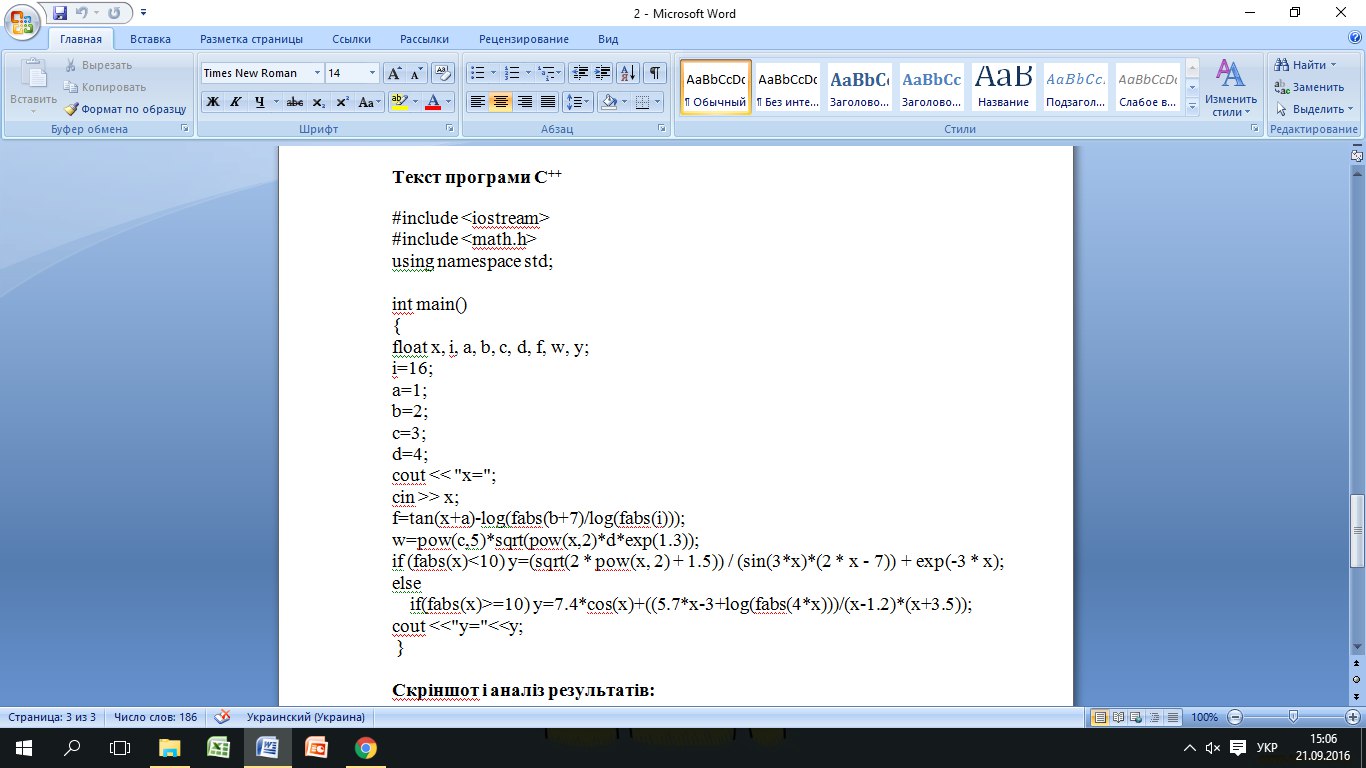 2 - Microsoft Word
Главная Вставка Разметка страницы Ссылки Рассылки Рецензирование Вид
Вставить
Вырезать
Копировать
Формат по образцу
Буфер обмена
Times New Roman 14
Ж К Ч abc x₂ x² Aa
Шрифт
Абзац
AaBbCcDc AaBbCcDc AaBbCс AaBbCc АаВ AaBbCc. AaBbCcDc
¶ Обычный ¶ Без инте... Заголово... Заголово... Название Подзагол... Слабое в...
Изменить стили
Стили
Найти
Заменить
Выделить
Редактирование
Текст програми C++
#include <iostream>
#include <math.h>
using namespace std;
int main()
{
float x, i, a, b, c, d, f, w, y;
i=16;
a=1;
b=2;
c=3;
d=4;
cout << "x=";
cin >> x;
f=tan(x+a)-log(fabs(b+7)/log(fabs(i)));
w=pow(c,5)*sqrt(pow(x,2)*d*exp(1.3));
if (fabs(x)<10) y=(sqrt(2 * pow(x, 2) + 1.5)) / (sin(3*x)*(2 * x - 7)) + exp(-3 * x);
else
if(fabs(x)>=10) y=7.4*cos(x)+((5.7*x-3+log(fabs(4*x)))/(x-1.2)*(x+3.5));
cout <<"y="<<y;
}
Скріншот і аналіз результатів:
Страница: 3 из 3 Число слов: 186 Украинский (Украина) 100%
УКР
15:06
21.09.2016